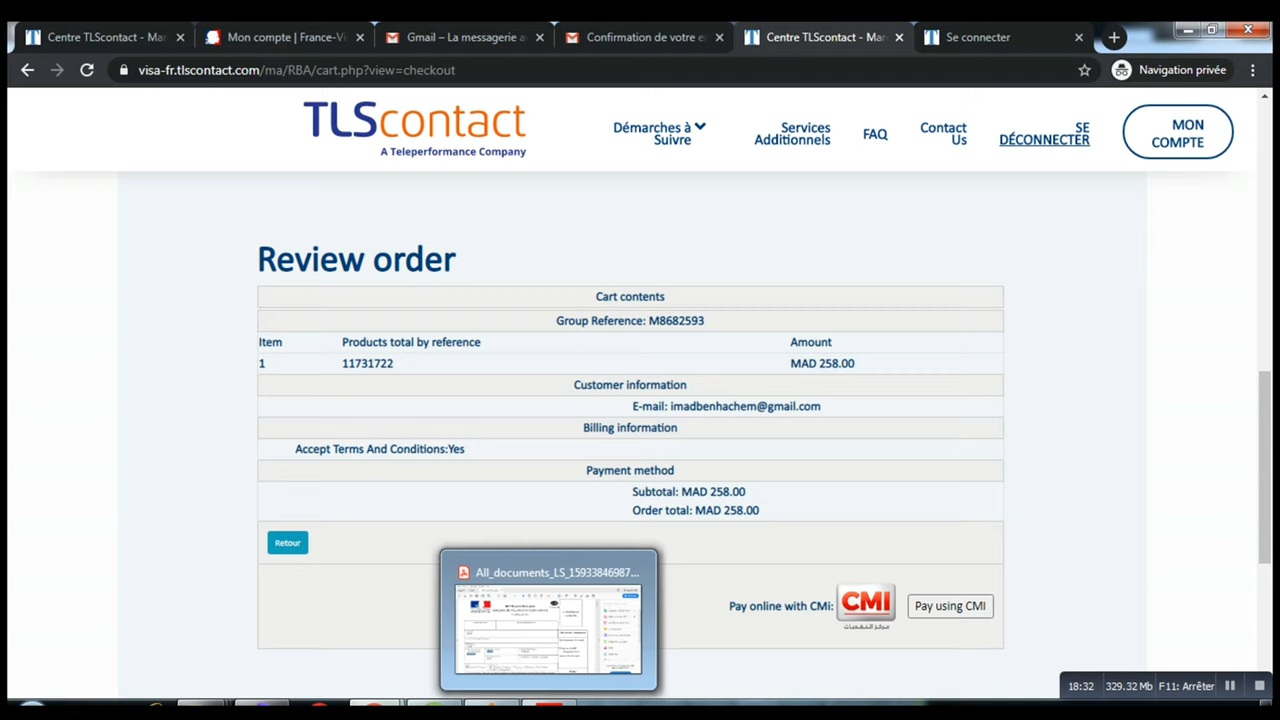 Centre TLScontact - Mar
Mon compte | France-Vi
Gmail – La messagerie a
Confirmation de votre e
Centre TLScontact - Mar
Se connecter
visa-fr.tlscontact.com/ma/RBA/cart.php?view=checkout
Navigation privée
TLScontact
A Teleperformance Company
Démarches à
Suivre
Services
Additionnels
FAQ
Contact
Us
SE
DÉCONNECTER
MON
COMPTE
Review order
Cart contents
Group Reference: M8682593
Item Products total by reference Amount
1 11731722 MAD 258.00
Customer information
E-mail: imadbenhachem@gmail.com
Billing information
Accept Terms And Conditions:Yes
Payment method
Subtotal: MAD 258.00
Order total: MAD 258.00
Retour
All_documents_LS_15933846987...
Pay online with CMi:
CMI
مركز النقديات
Pay using CMI
18:32 329.32 Mb F11: Arrêter